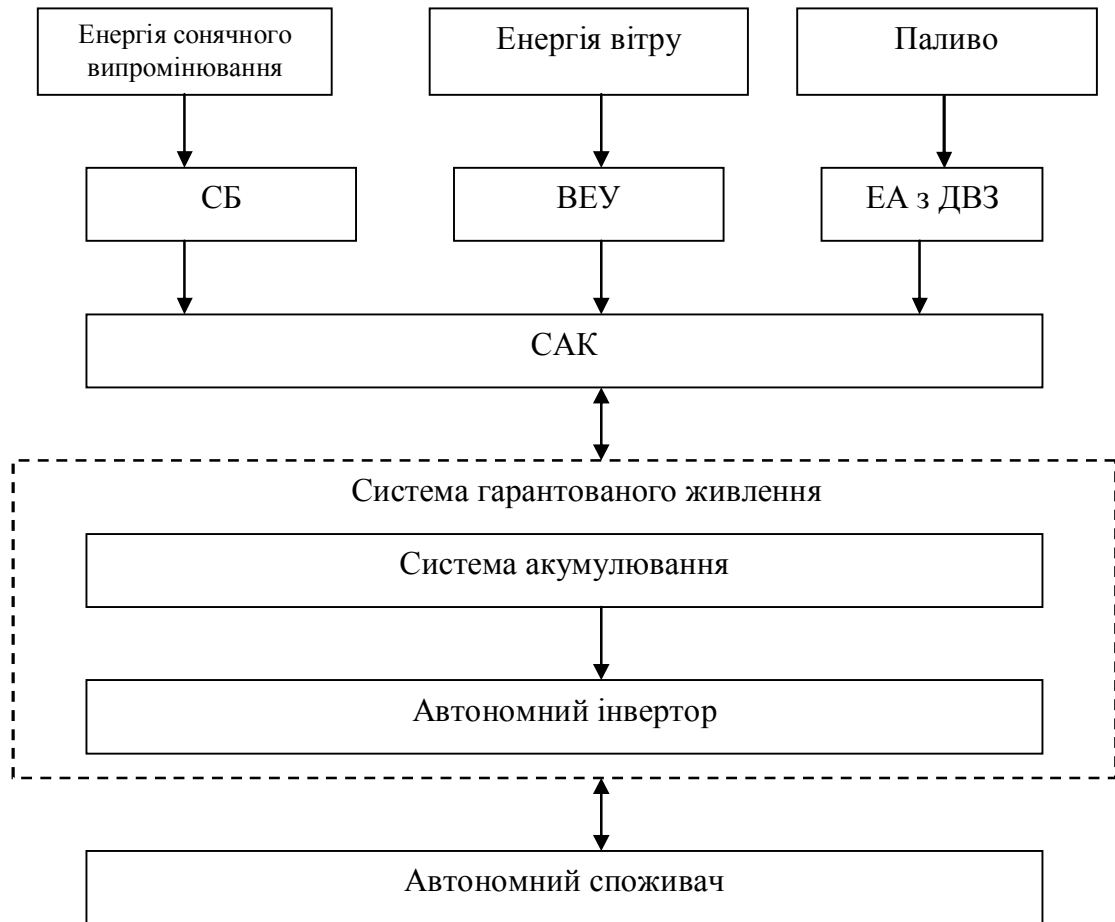 Енергія сонячного
випромінювання
Енергія вітру
Паливо
СБ
ВЕУ
ЕА з ДВЗ
САК
Система гарантованого живлення
Система акумулювання
Автономний інвертор
Автономний споживач